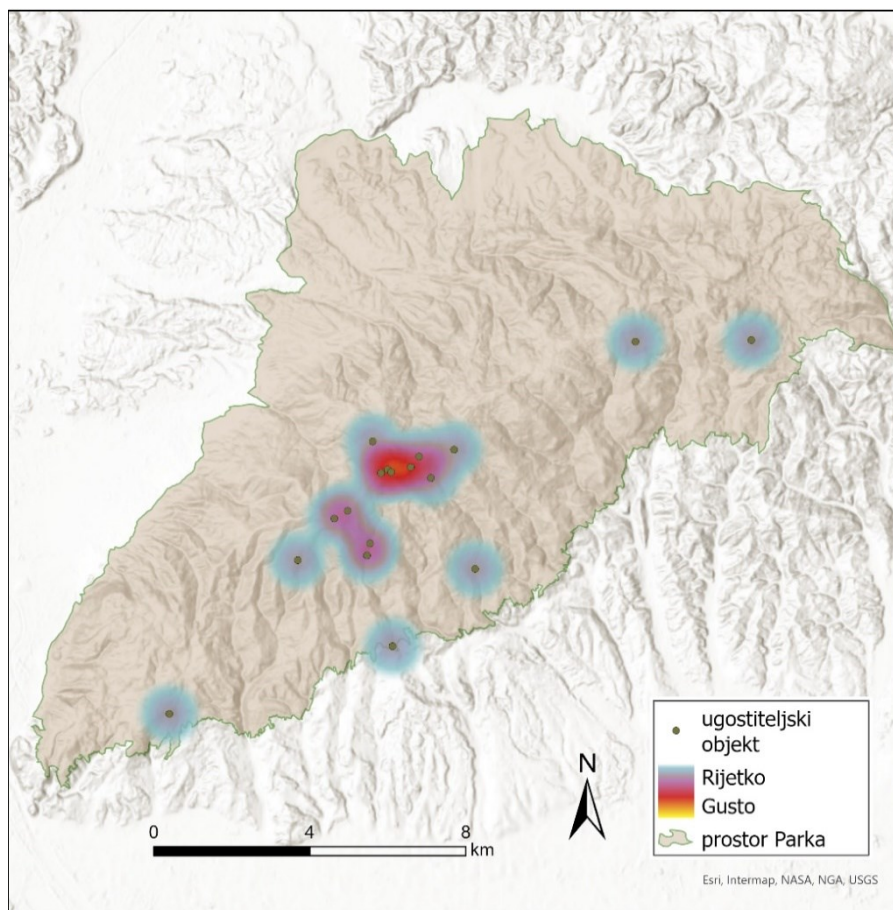 ugostiteljski
objekt
Rijetko
Gusto
prostor Parka
N
0 4 8
km
Esri, Intermap, NASA, NGA, USGS